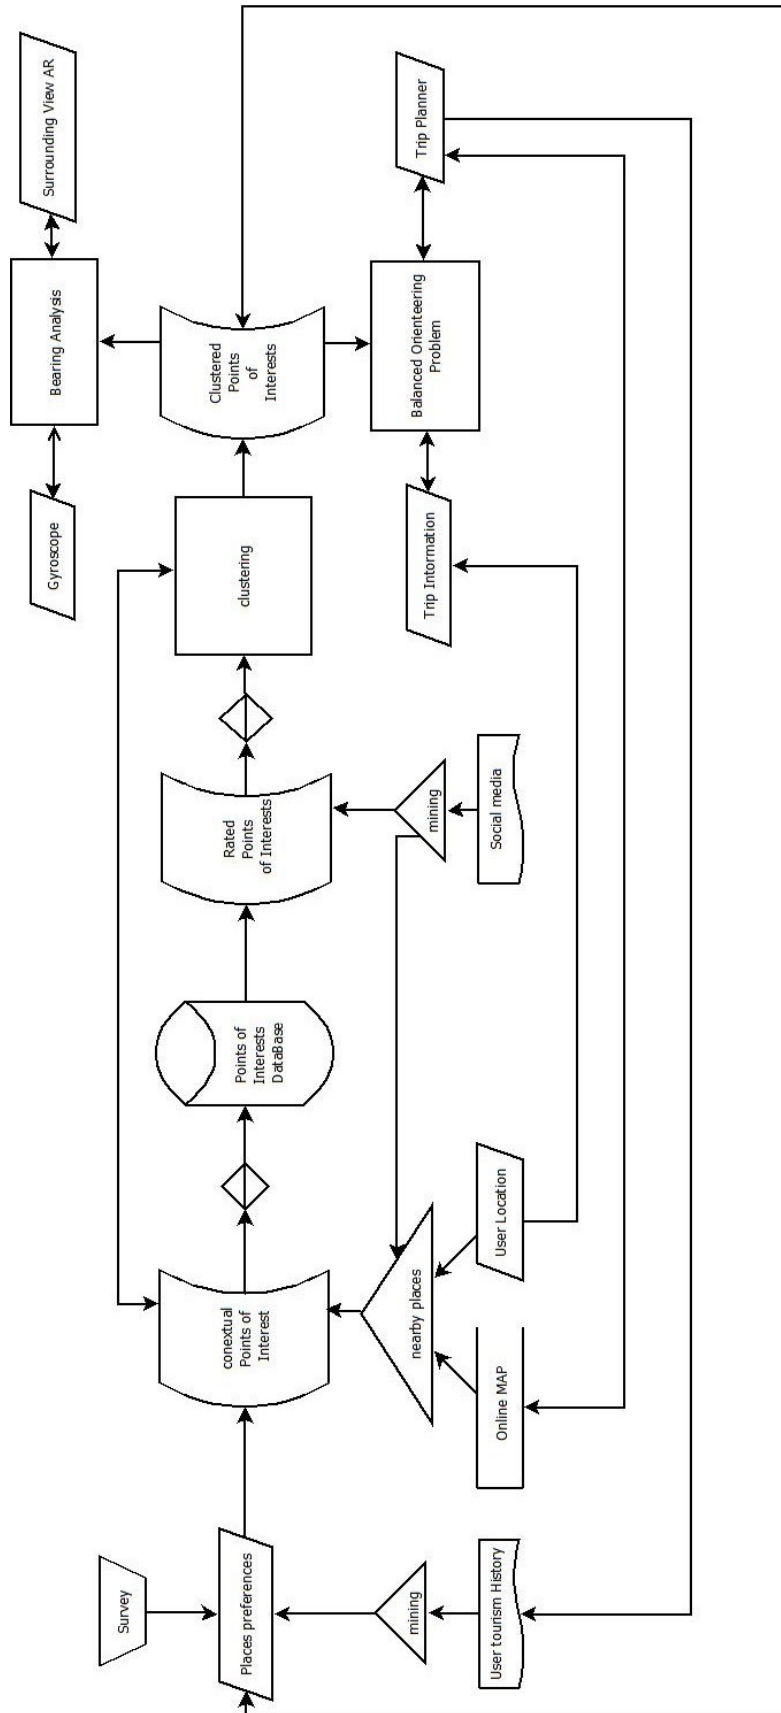 Survey
Places preferences
mining
User tourism History
conextual
Points of
Interest
nearby places
Online MAP
User Location
Points of
Interests
DataBase
Rated
Points
of Interests
mining
Social media
clustering
Clustered
Points
of
Interests
Gyroscope
Bearing Analysis
Surrounding View AR
Trip Intormation
Balanced Orienteering
Problem
Trip Planner